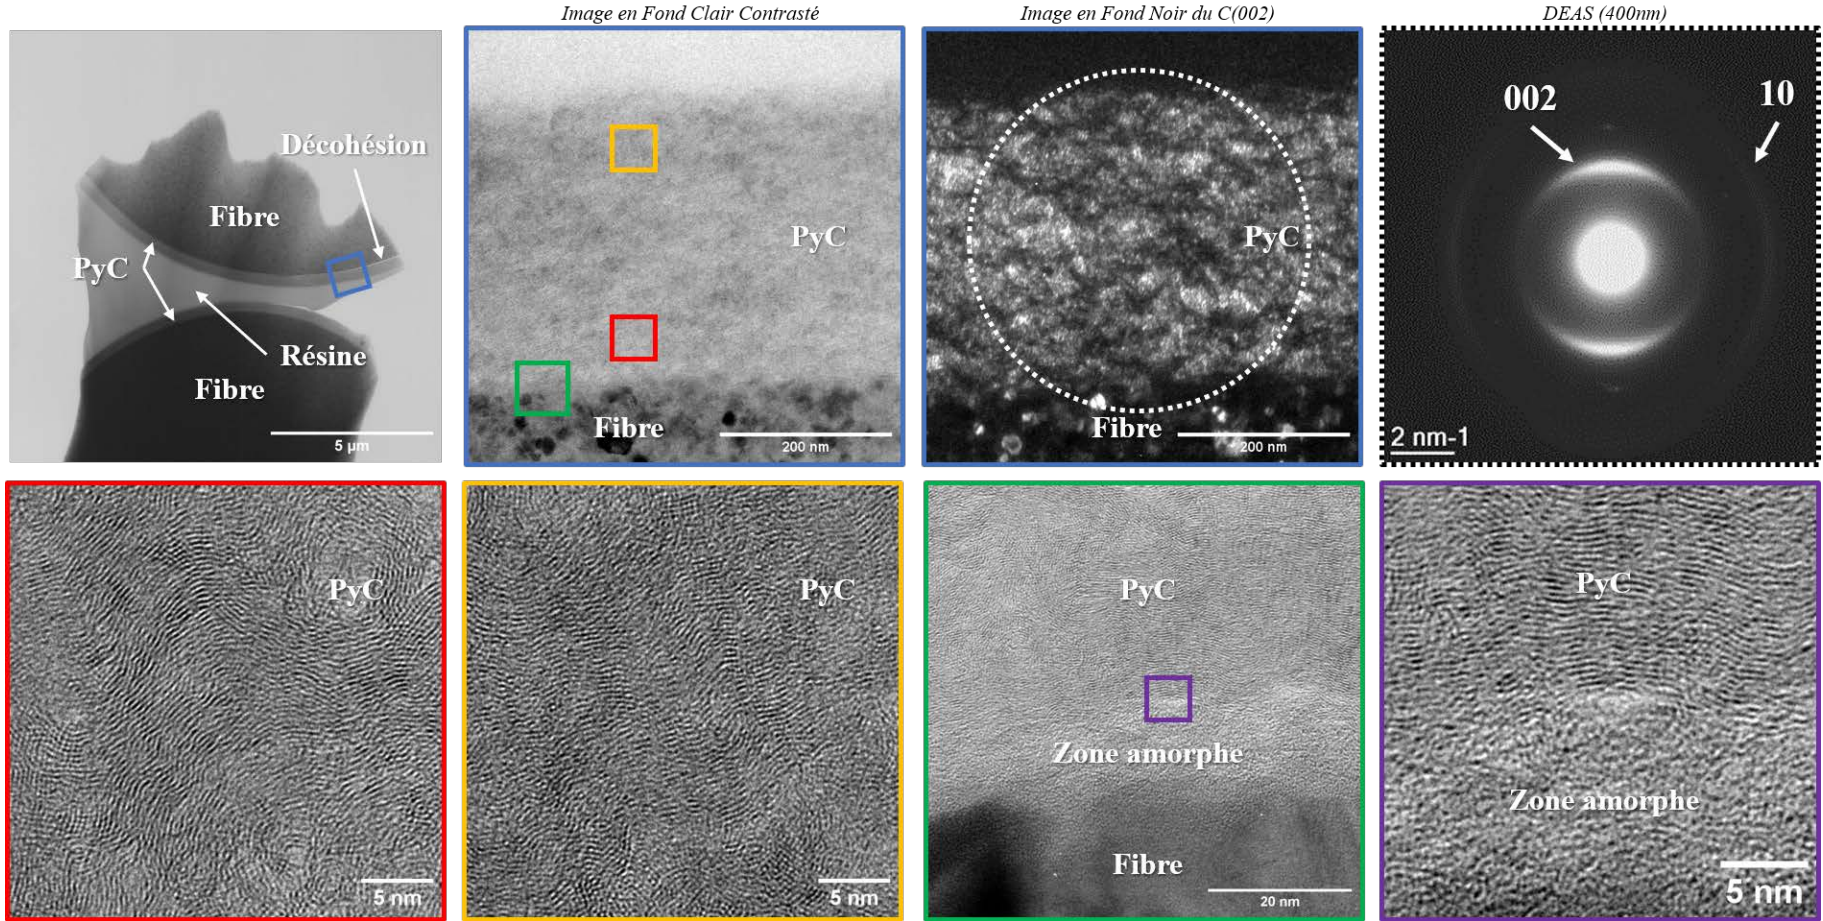 Image en Fond Clair Contrasté
Image en Fond Noir du C(002)
DEAS (400nm)
Décohésion
Fibre
PyC
Résine
Fibre
5 µm
PyC
Fibre
200 nm
PyC
Fibre
200 nm
002
10
2 nm-1
PyC
5 nm
PyC
5 nm
PyC
Zone amorphe
Fibre
20 nm
PyC
Zone amorphe
5 nm